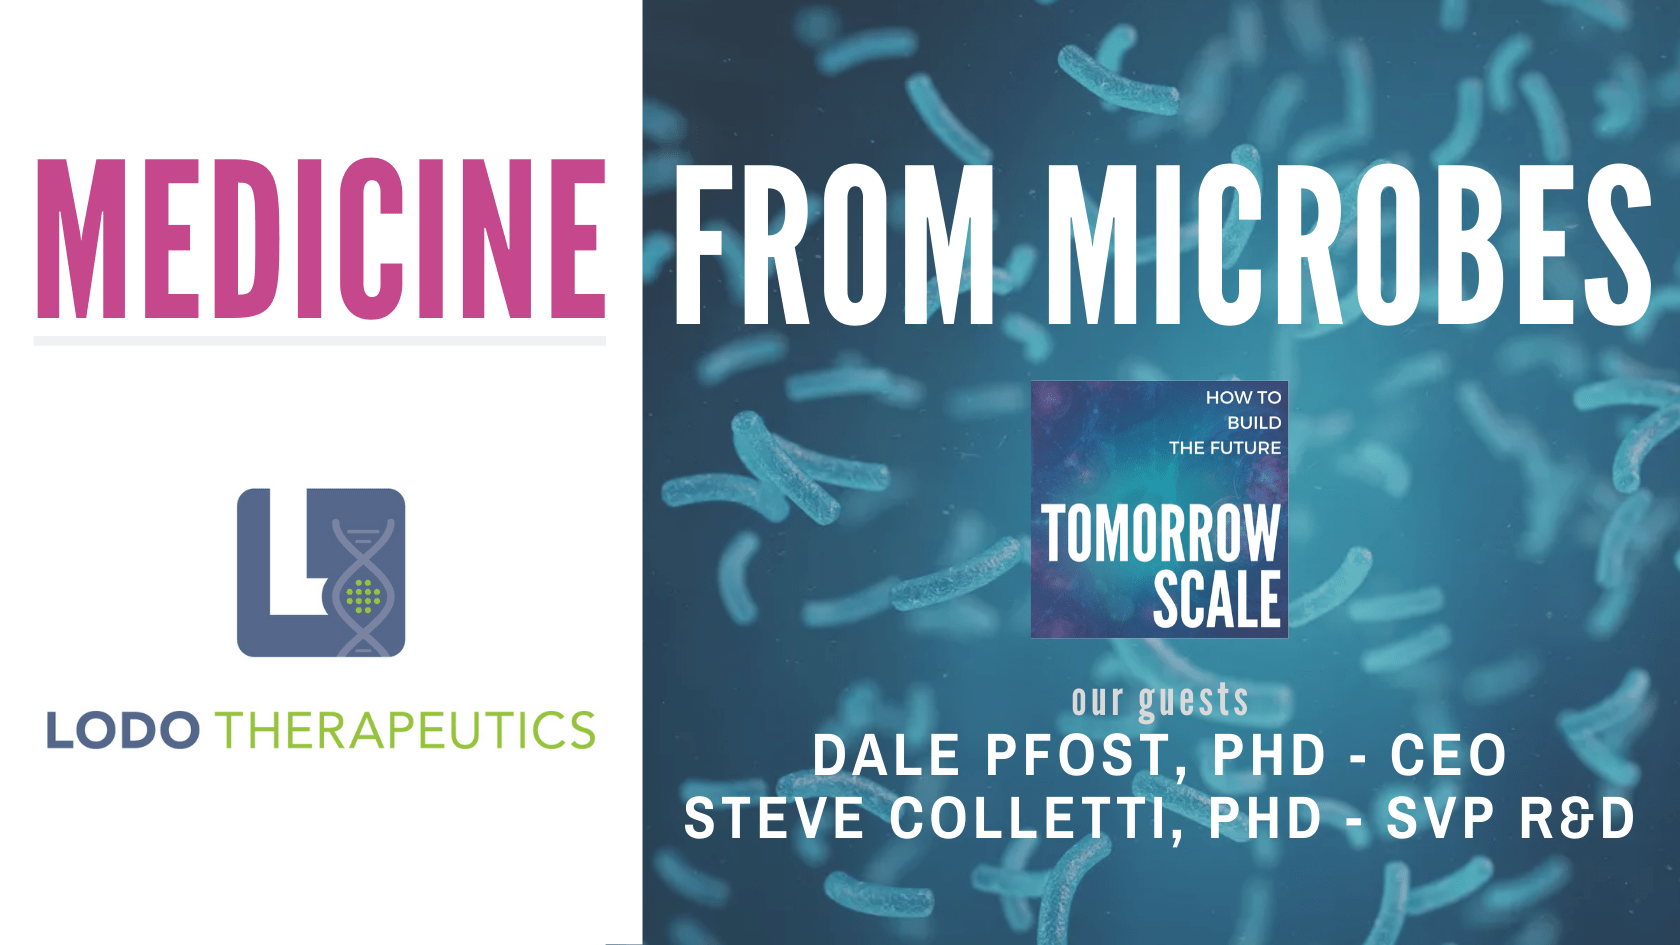 MEDICINE FROM MICROBES
HOW TO
BUILD
THE FUTURE
TOMORROW
SCALE
LODO THERAPEUTICS
our guests
DALE PFOST, PHD - CEO
STEVE COLLETTI, PHD - SVP R&D